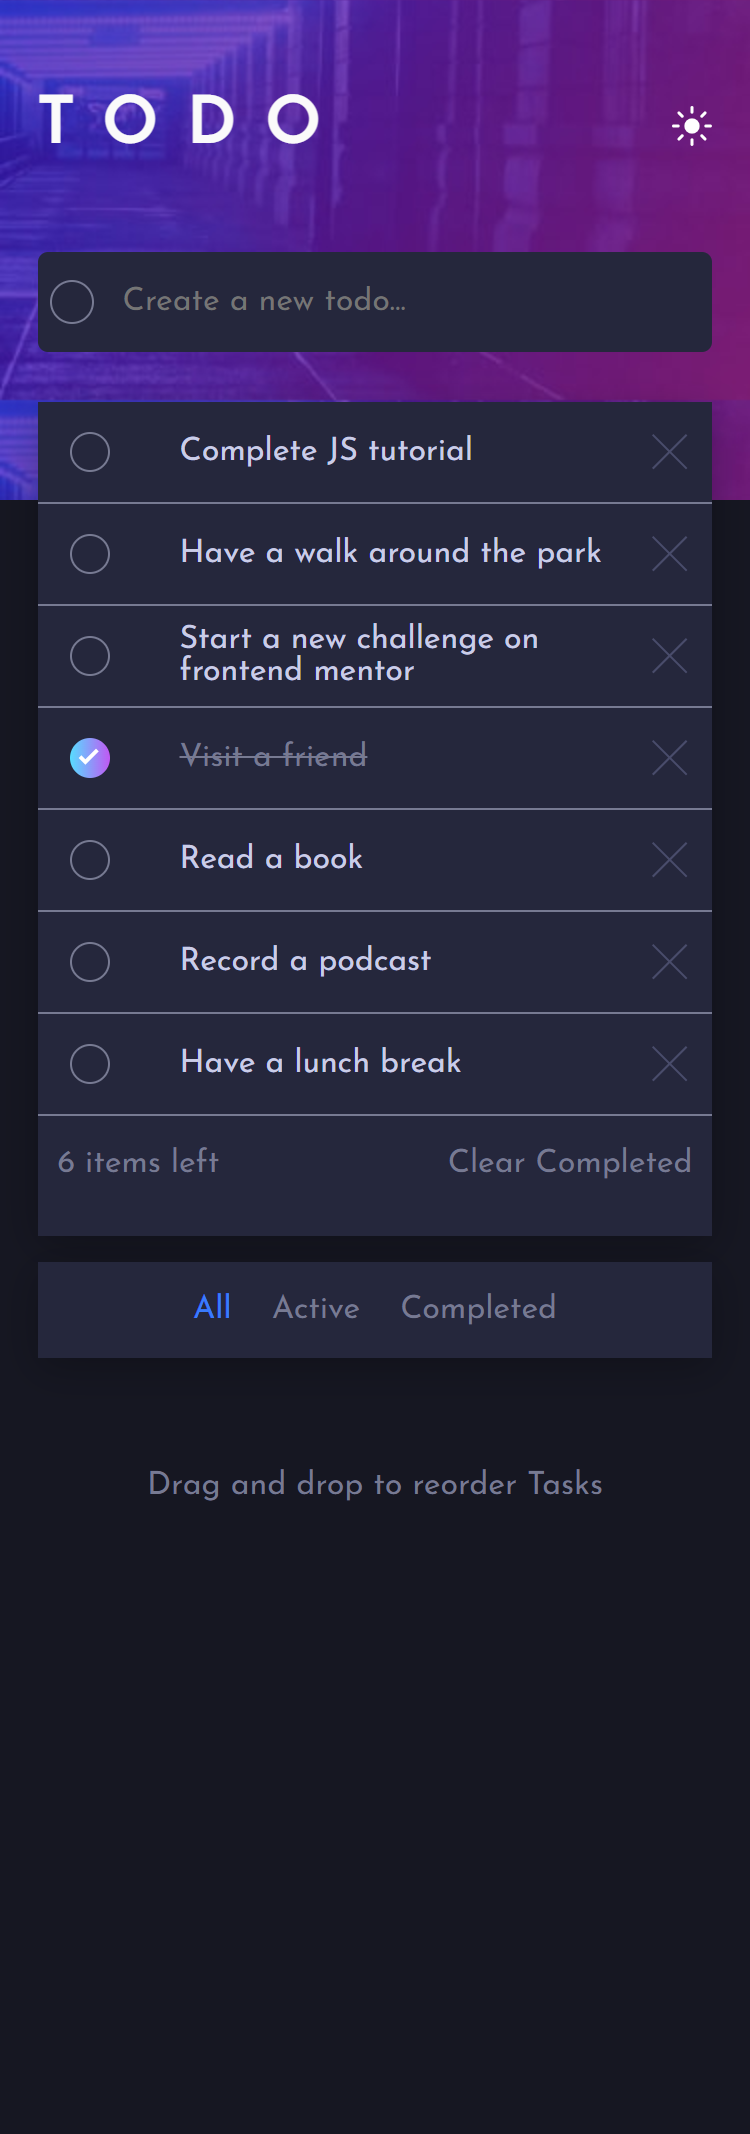 TODO
Create a new todo...
Complete JS tutorial
Have a walk around the park
Start a new challenge on
frontend mentor
Visit a friend
Read a book
Record a podcast
Have a lunch break
6 items left Clear Completed
All Active Completed
Drag and drop to reorder Tasks